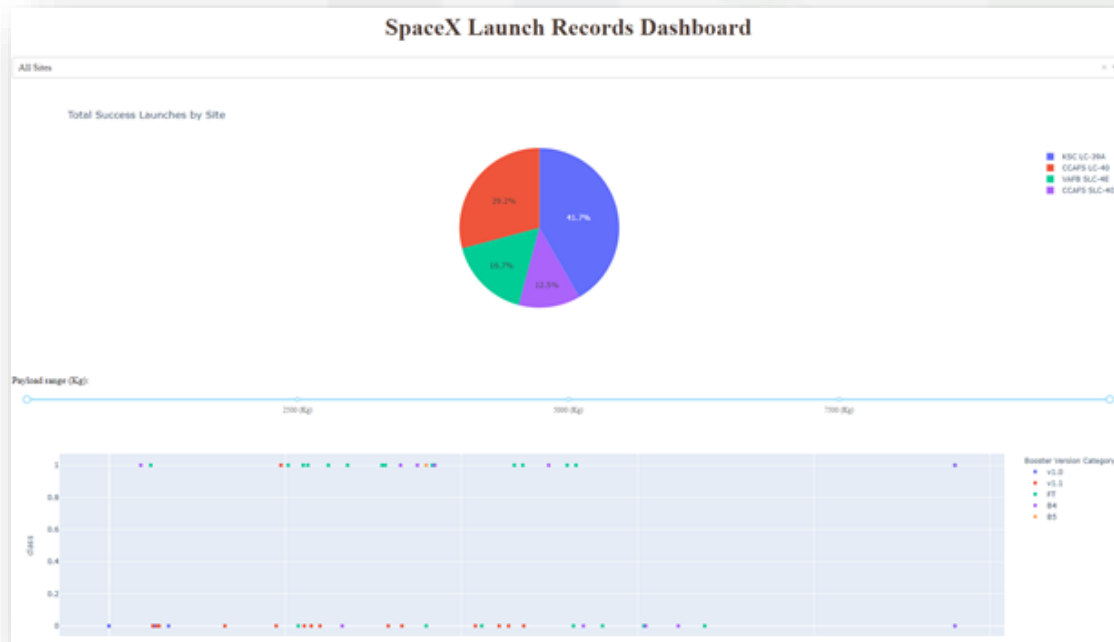 SpaceX Launch Records Dashboard
All Sites
Total Success Launches by Site
KSC LC-39A
CCAFS LC-40
VAFB SLC-4E
CCAFS SLC-40
29.2%
41.7%
16.7%
12.5%
Payload range (Kg):
2500 (Kg)
5000 (Kg)
7500 (Kg)
Booster Version Category
v1.0
v1.1
FT
B4
B5
1
0.8
0.6
0.4
0.2
0
class